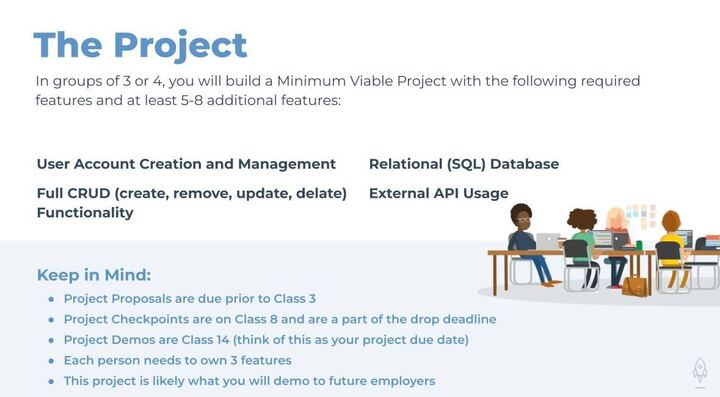 The Project
In groups of 3 or 4, you will build a Minimum Viable Project with the following required
features and at least 5-8 additional features:
User Account Creation and Management
Relational (SQL) Database
Full CRUD (create, remove, update, delate)
Functionality
External API Usage
Keep in Mind:
● Project Proposals are due prior to Class 3
● Project Checkpoints are on Class 8 and are a part of the drop deadline
● Project Demos are Class 14 (think of this as your project due date)
● Each person needs to own 3 features
● This project is likely what you will demo to future employers